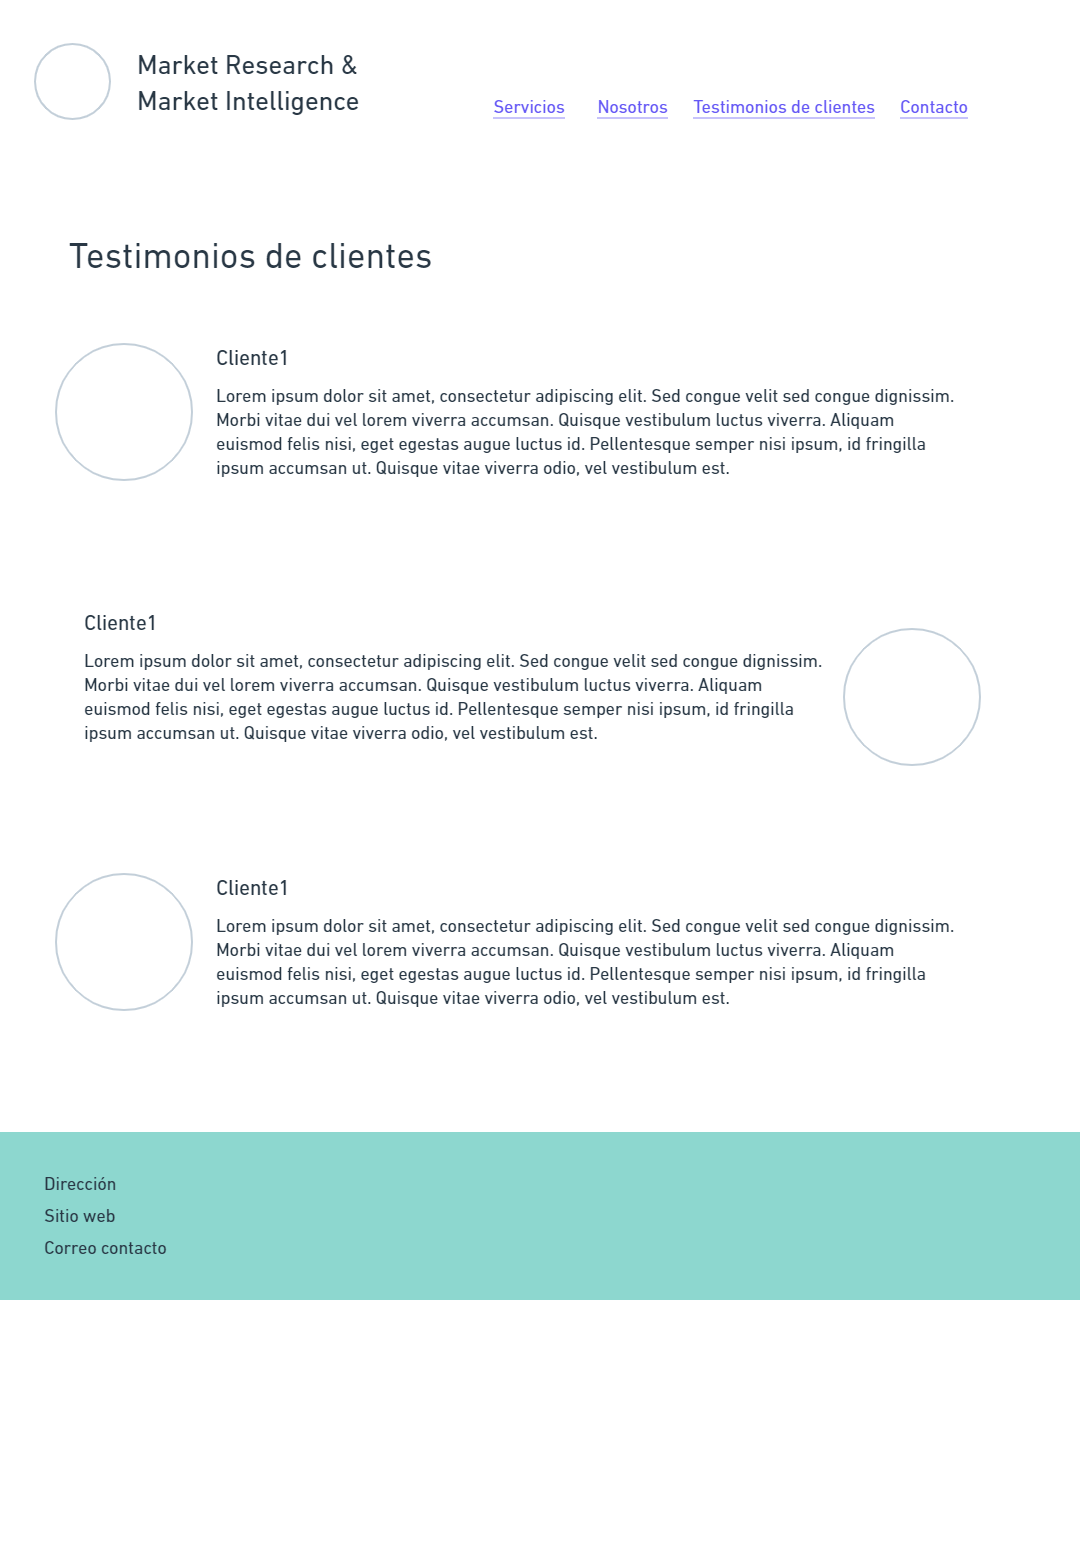 Market Research &
Market Intelligence
Servicios Nosotros Testimonios de clientes Contacto
Testimonios de clientes
Cliente1
Lorem ipsum dolor sit amet, consectetur adipiscing elit. Sed congue velit sed congue dignissim.
Morbi vitae dui vel lorem viverra accumsan. Quisque vestibulum luctus viverra. Aliquam
euismod felis nisi, eget egestas augue luctus id. Pellentesque semper nisi ipsum, id fringilla
ipsum accumsan ut. Quisque vitae viverra odio, vel vestibulum est.
Cliente1
Lorem ipsum dolor sit amet, consectetur adipiscing elit. Sed congue velit sed congue dignissim.
Morbi vitae dui vel lorem viverra accumsan. Quisque vestibulum luctus viverra. Aliquam
euismod felis nisi, eget egestas augue luctus id. Pellentesque semper nisi ipsum, id fringilla
ipsum accumsan ut. Quisque vitae viverra odio, vel vestibulum est.
Cliente1
Lorem ipsum dolor sit amet, consectetur adipiscing elit. Sed congue velit sed congue dignissim.
Morbi vitae dui vel lorem viverra accumsan. Quisque vestibulum luctus viverra. Aliquam
euismod felis nisi, eget egestas augue luctus id. Pellentesque semper nisi ipsum, id fringilla
ipsum accumsan ut. Quisque vitae viverra odio, vel vestibulum est.
Dirección
Sitio web
Correo contacto